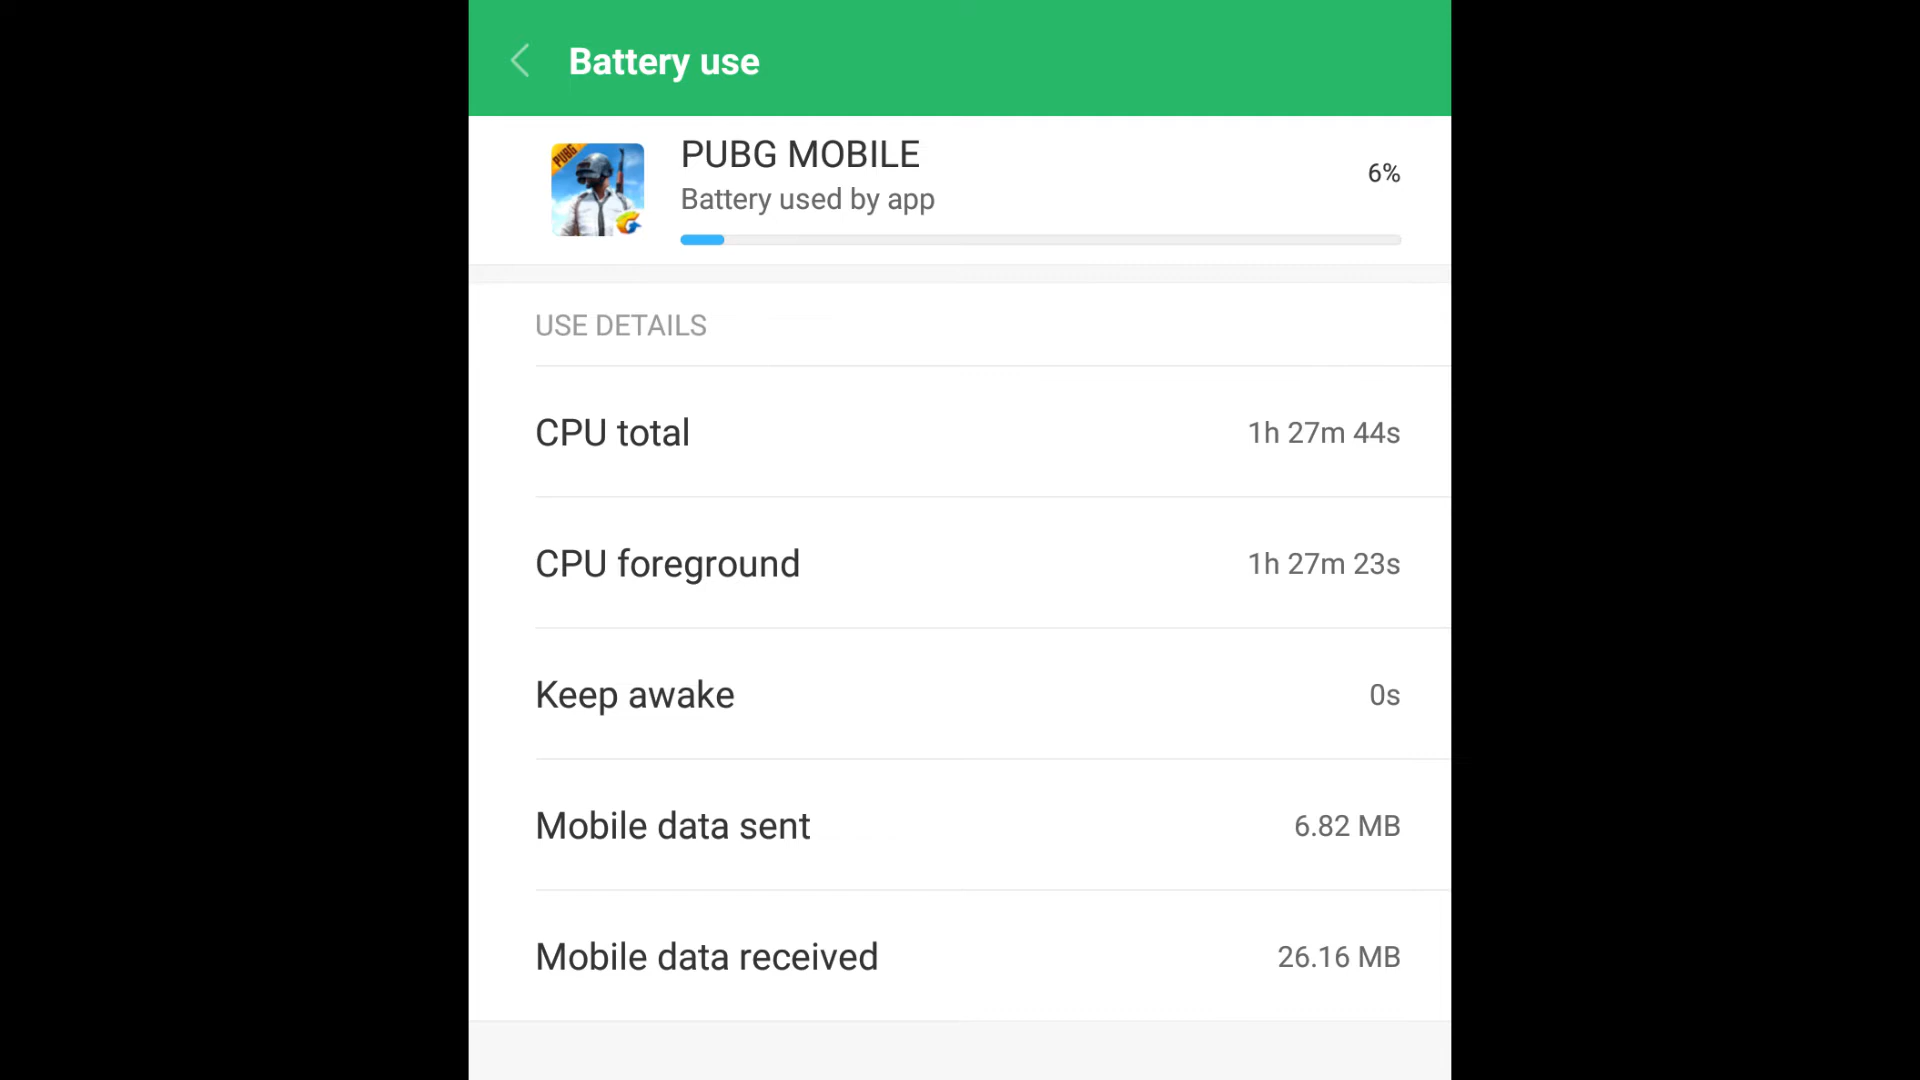 Battery use
PUBG
PUBG MOBILE
6%
Battery used by app
USE DETAILS
CPU total
1h 27m 44s
CPU foreground
1h 27m 23s
Keep awake
0s
Mobile data sent
6.82 MB
Mobile data received
26.16 MB